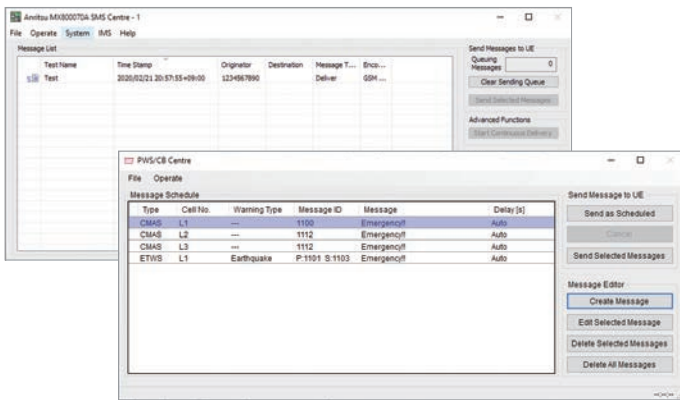 Anritsu MX800070A SMS Centre - 1
File Operate System IMS Help
Message List
Test Name Time Stamp Originator Destination Message T... Enco...
Test 2020/02/21 20:57:55+09:00 1234567890 Deliver GSM ...
Send Messages to UE
Queuing Messages 0
Clear Sending Queue
Send Selected Messages
Advanced Functions
Start Continuous Delivery
PWS/CB Centre
File Operate
Message Schedule
Type Cell No. Warning Type Message ID Message Delay [s]
CMAS L1 --- 1100 Emergency!! Auto
CMAS L2 --- 1112 Emergency!! Auto
CMAS L3 --- 1112 Emergency!! Auto
ETWS L1 Earthquake P:1101 S:1103 Emergency!! Auto
Send Message to UE
Send as Scheduled
Cancel
Send Selected Messages
Message Editor
Create Message
Edit Selected Message
Delete Selected Messages
Delete All Messages
--:--:--